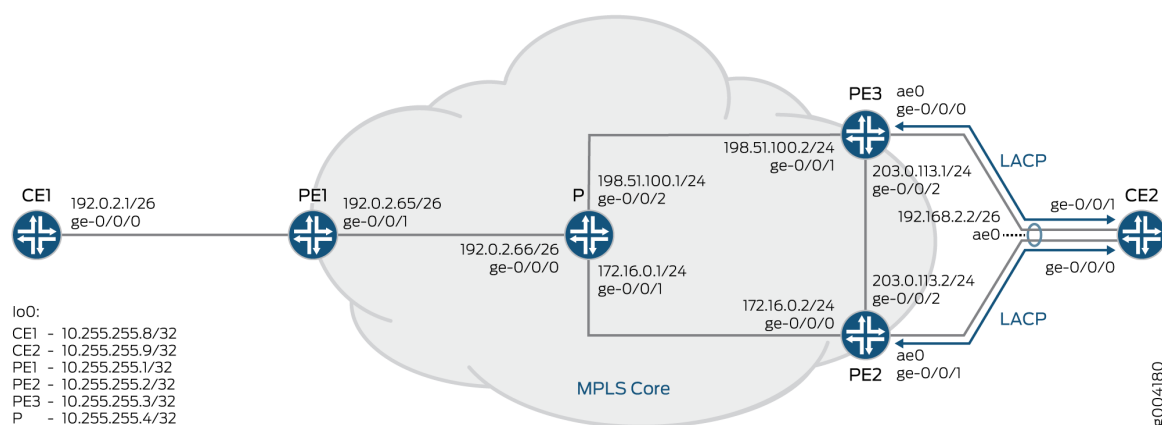 PE3
ae0
ge-0/0/0
198.51.100.2/24
ge-0/0/1
LACP
203.0.113.1/24
ge-0/0/2
CE1
192.0.2.1/26
ge-0/0/0
PE1
192.0.2.65/26
ge-0/0/1
P
198.51.100.1/24
ge-0/0/2
192.168.2.2/26
ae0
ge-0/0/1
CE2
192.0.2.66/26
ge-0/0/0
172.16.0.1/24
ge-0/0/1
ge-0/0/0
203.0.113.2/24
ge-0/0/2
172.16.0.2/24
ge-0/0/0
LACP
ae0
ge-0/0/1
PE2
MPLS Core
lo0:
CE1 - 10.255.255.8/32
CE2 - 10.255.255.9/32
PE1 - 10.255.255.1/32
PE2 - 10.255.255.2/32
PE3 - 10.255.255.3/32
P - 10.255.255.4/32
g004180